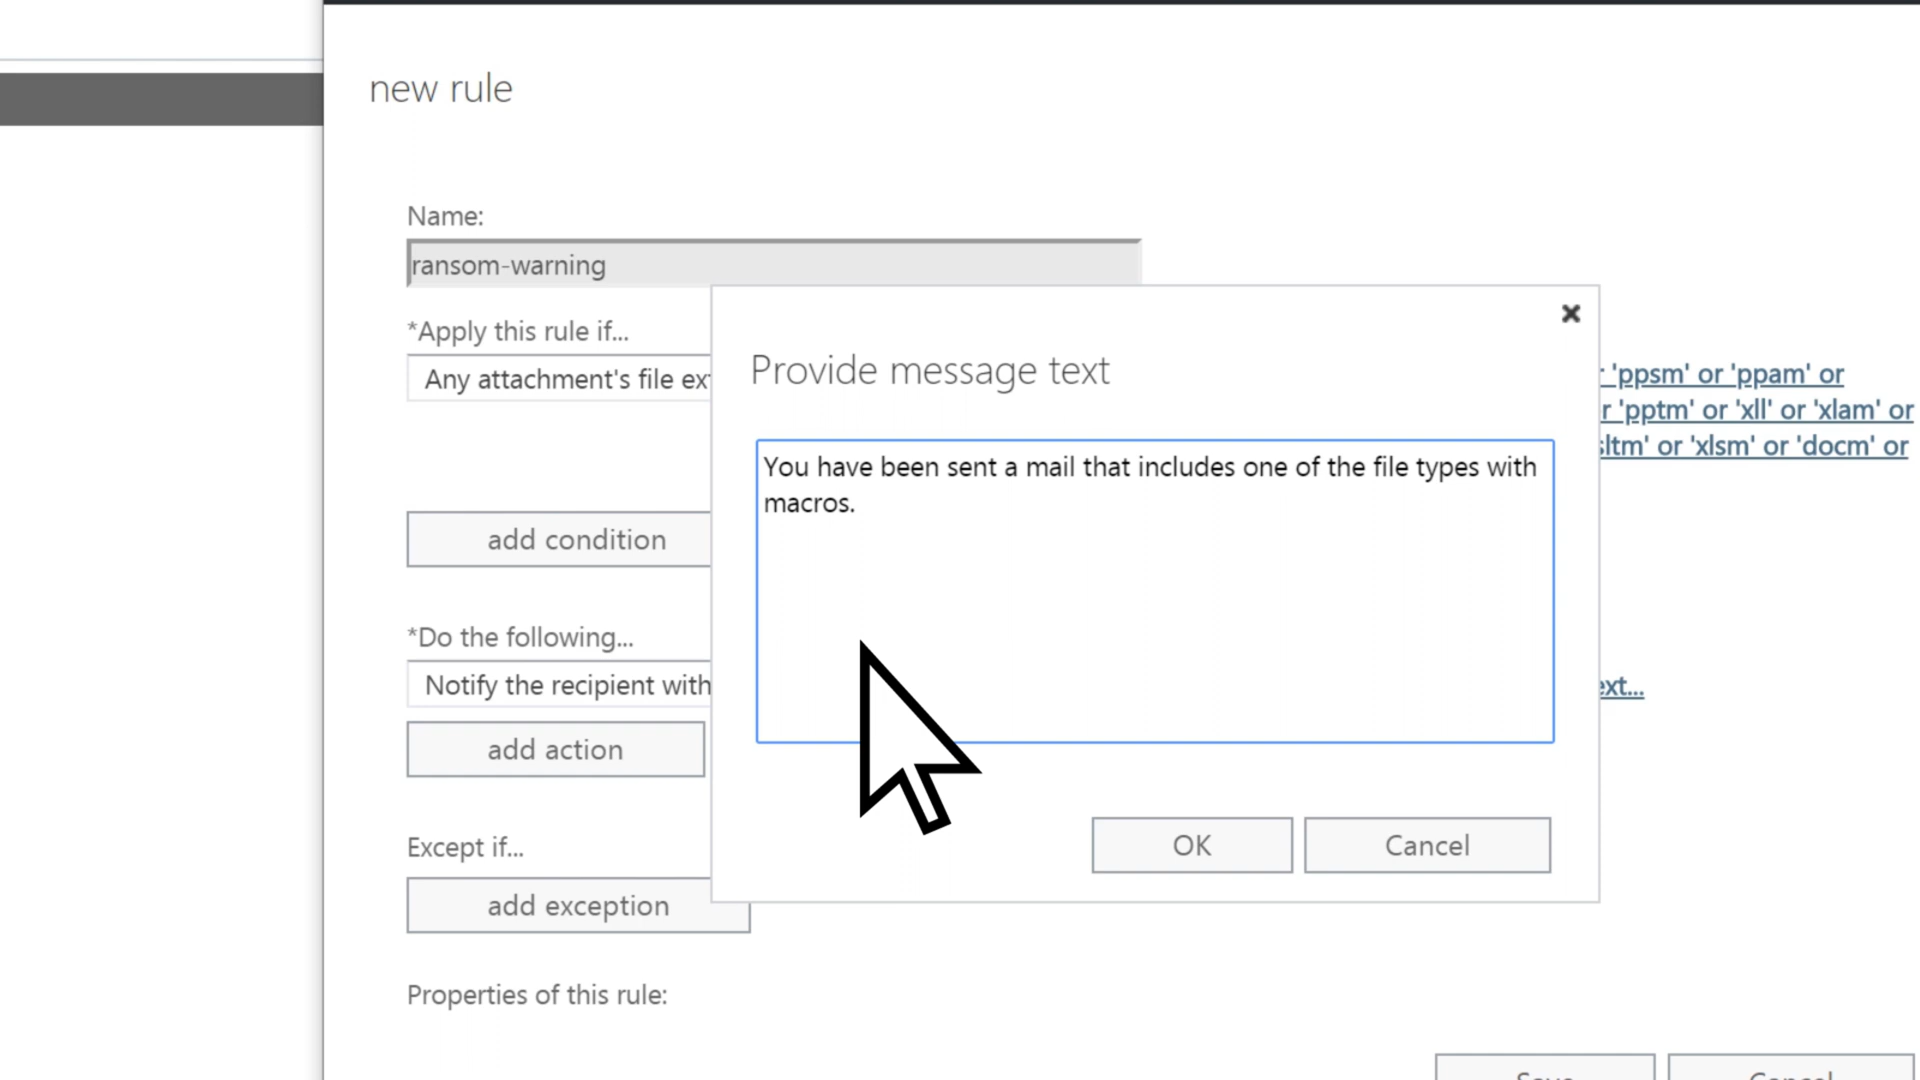 new rule
Name:
ransom-warning
*Apply this rule if...
Any attachment's file
Provide message text
'ppsm' or 'ppam' or
'pptm' or 'xll' or 'xlam' or
or 'xlsm' or 'docm' or
You have been sent a mail that includes one of the file types with
macros.
add condition
*Do the following...
Notify the recipient with
add action
OK
Cancel
Except if...
add exception
Properties of this rule:
Save
Cancel